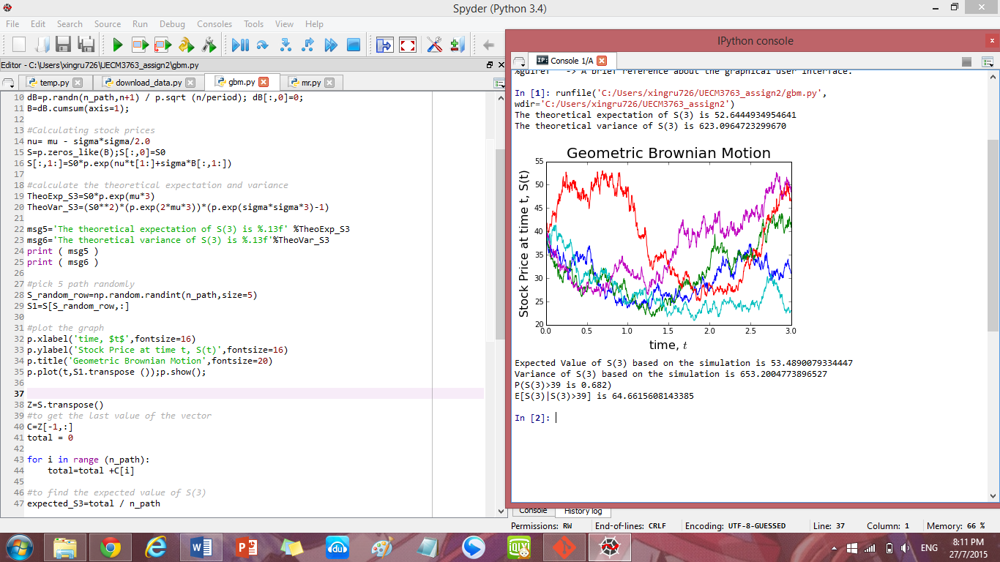 Spyder (Python 3.4)
File Edit Search Source Run Debug Consoles Tools View Help
Editor - C:\Users\xingru726\UECM3763_assign2\gbm.py
temp.py download_data.py gbm.py mr.py
10 dB=p.randn(n_path,n+1) / p.sqrt (n/period); dB[:,0]=0;
11 B=dB.cumsum(axis=1);
12
13 #Calculating stock prices
14 nu= mu - sigma*sigma/2.0
15 S=p.zeros_like(B);S[:,0]=S0
16 S[:,1:]=S0*p.exp(nu*t[1:]+sigma*B[:,1:])
17
18 #calculate the theoretical expectation and variance
19 TheoExp_S3=S0*p.exp(mu*3)
20 TheoVar_S3=(S0**2)*(p.exp(2*mu*3))*(p.exp(sigma*sigma*3)-1)
21
22 msg5='The theoretical expectation of S(3) is %.13f' %TheoExp_S3
23 msg6='The theoretical variance of S(3) is %.13f'%TheoVar_S3
24 print ( msg5 )
25 print ( msg6 )
26
27 #pick 5 path randomly
28 S_random_row=np.random.randint(n_path,size=5)
29 S1=S[S_random_row,:]
30
31 #plot the graph
32 p.xlabel('time, $t$',fontsize=16)
33 p.ylabel('Stock Price at time t, S(t)',fontsize=16)
34 p.title('Geometric Brownian Motion',fontsize=20)
35 p.plot(t,S1.transpose ());p.show();
36
37
38 Z=S.transpose()
39 #to get the last value of the vector
40 C=Z[-1,:]
41 total = 0
42
43 for i in range (n_path):
44 total=total +C[i]
45
46 #to find the expected value of S(3)
47 expected_S3=total / n_path
IPython console
IP: Console 1/A
%guiref -> A brief reference about the graphical user interface.
In [1]: runfile('C:/Users/xingru726/UECM3763_assign2/gbm.py',
wdir='C:/Users/xingru726/UECM3763_assign2')
The theoretical expectation of S(3) is 52.6444934954641
The theoretical variance of S(3) is 623.0964723299670
Geometric Brownian Motion
Stock Price at time t, S(t)
55
50
45
40
35
30
25
20
0.0 0.5 1.0 1.5 2.0 2.5 3.0
time, t
Expected Value of S(3) based on the simulation is 53.4890079334447
Variance of S(3) based on the simulation is 653.2004773896527
P(S(3)>39 is 0.682)
E[S(3)|S(3)>39] is 64.6615608143385
In [2]:
Console History log
Permissions: RW End-of-lines: CRLF Encoding: UTF-8-GUESSED Line: 37 Column: 1 Memory: 66 %
ENG
8:11 PM
27/7/2015